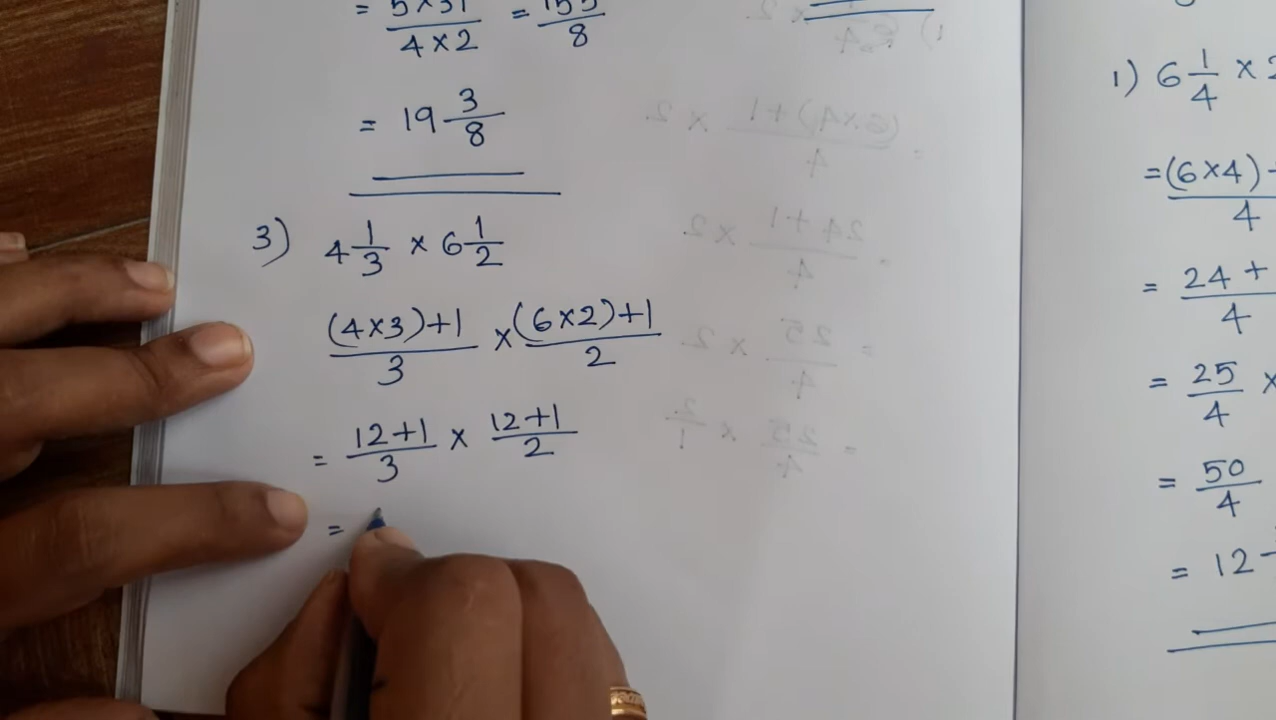 = 5×31/4×2 = 155/8
= 19 3/8
3) 4 1/3 × 6 1/2
(4×3)+1/3 × (6×2)+1/2
= 12+1/3 × 12+1/2
=
1) 6 1/4 ×
=(6×4)
4
= 24 +
4
= 25/4 ×
= 50/4
= 12